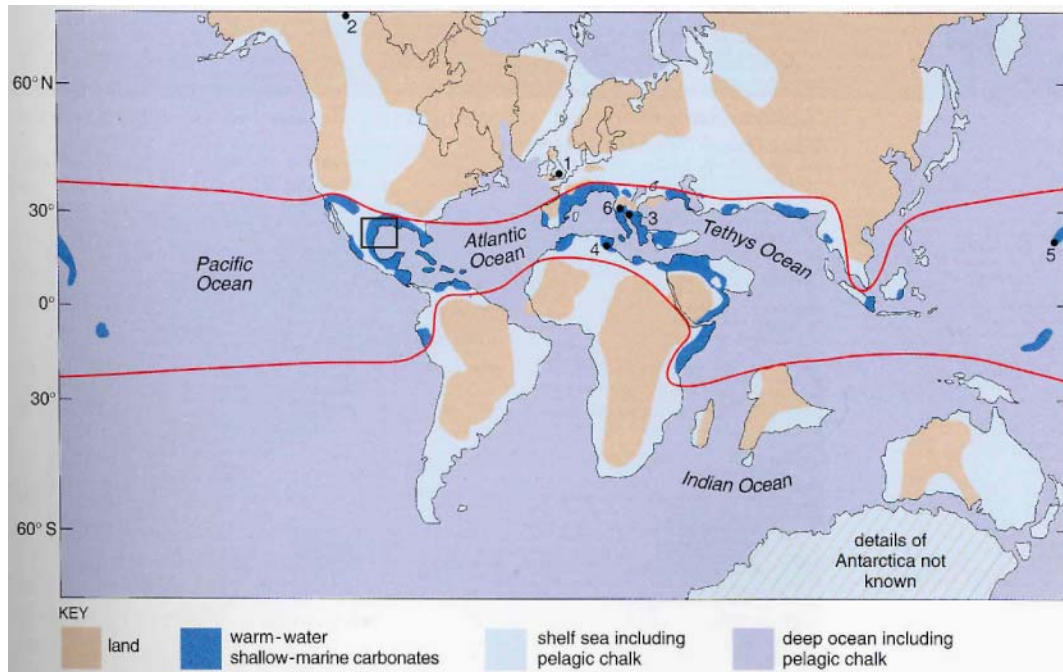 2
60° N
1
30° N
6
3
Atlantic
Ocean
Tethys Ocean
4
5
Pacific
Ocean
0°
30°
Indian Ocean
60° S
details of
Antarctica not
known
KEY
land
warm-water
shallow-marine carbonates
shelf sea including
pelagic chalk
deep ocean including
pelagic chalk